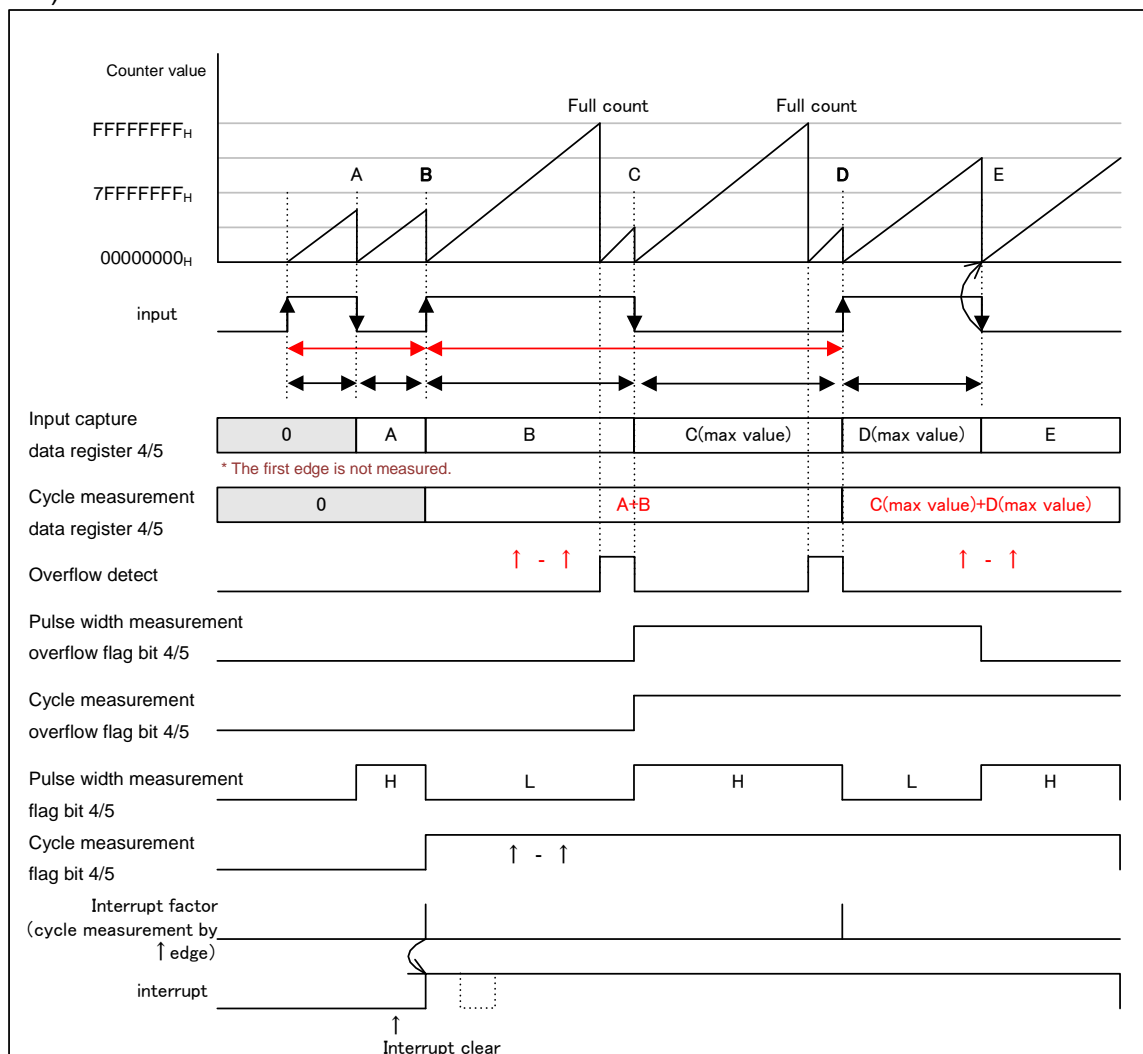 )
Counter value
Full count Full count
FFFFFFFFH
A B C D E
7FFFFFFFH
00000000H
input
Input capture
data register 4/5
0 A B C(max value) D(max value) E
* The first edge is not measured.
Cycle measurement
data register 4/5
0 A+B C(max value)+D(max value)
↑ - ↑ ↑ - ↑
Overflow detect
Pulse width measurement
overflow flag bit 4/5
Cycle measurement
overflow flag bit 4/5
Pulse width measurement
flag bit 4/5
H L H L H
Cycle measurement
flag bit 4/5
↑ - ↑
Interrupt factor
(cycle measurement by
↑edge)
interrupt
↑
Interrupt clear